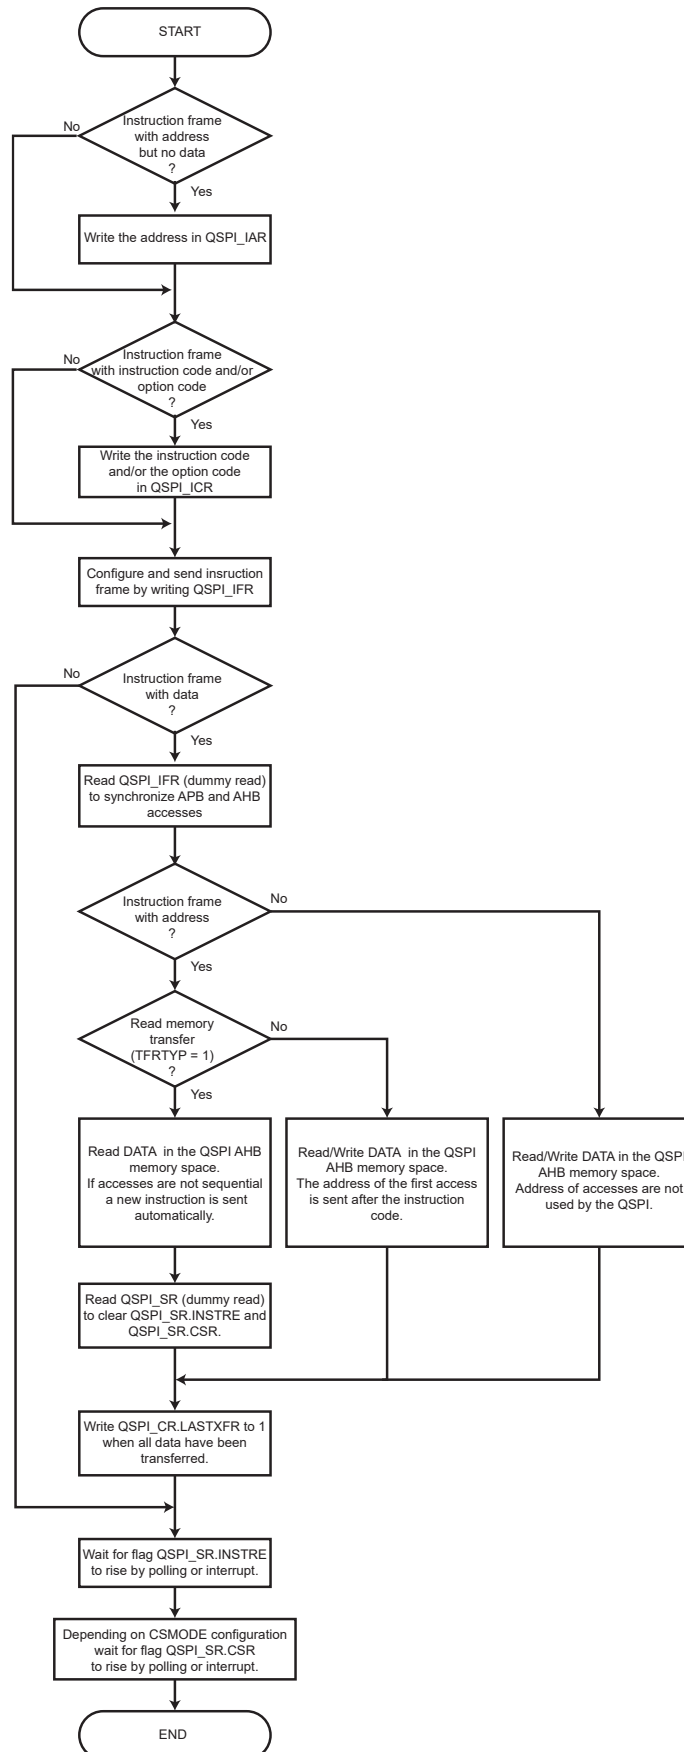 START
No
Instruction frame
with address
but no data
?
Yes
Write the address in QSPI_IAR
No
Instruction frame
with instruction code and/or
option code
?
Yes
Write the instruction code
and/or the option code
in QSPI_ICR
Configure and send insruction
frame by writing QSPI_IFR
No
Instruction frame
with data
?
Yes
Read QSPI_IFR (dummy read)
to synchronize APB and AHB
accesses
Instruction frame
with address
?
No
Yes
Read memory
transfer
(TFRTYP = 1)
?
No
Yes
Read DATA in the QSPI AHB
memory space.
If accesses are not sequential
a new instruction is sent
automatically.
Read/Write DATA in the QSPI
AHB memory space.
The address of the first access
is sent after the instruction
code.
Read/Write DATA in the QSPI
AHB memory space.
Address of accesses are not
used by the QSPI.
Read QSPI_SR (dummy read)
to clear QSPI_SR.INSTRE and
QSPI_SR.CSR.
Write QSPI_CR.LASTXFR to 1
when all data have been
transferred.
Wait for flag QSPI_SR.INSTRE
to rise by polling or interrupt.
Depending on CSMODE configuration
wait for flag QSPI_SR.CSR
to rise by polling or interrupt.
END